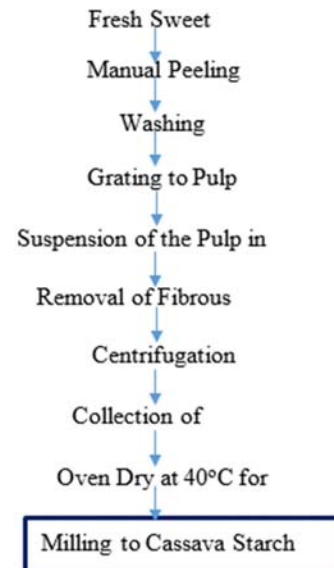 Fresh Sweet
Manual Peeling
Washing
Grating to Pulp
Suspension of the Pulp in
Removal of Fibrous
Centrifugation
Collection of
Oven Dry at 40°C for
Milling to Cassava Starch